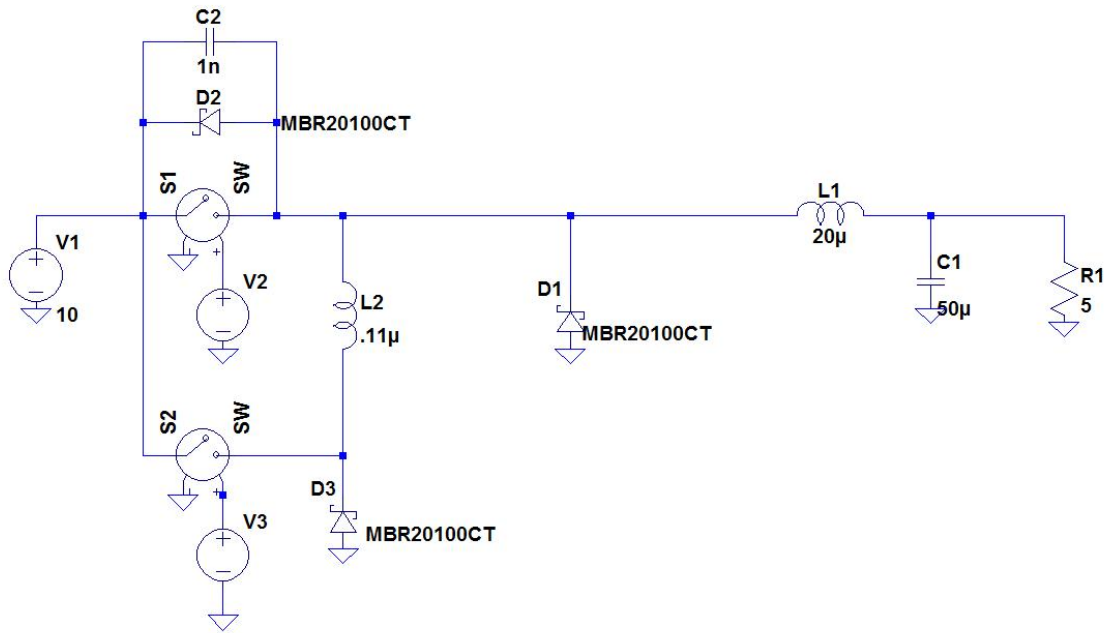 C2
1n
D2
MBR20100CT
S1
SW
V1
10
V2
L2
.11µ
D1
MBR20100CT
L1
20µ
C1
50µ
R1
5
S2
SW
D3
MBR20100CT
V3